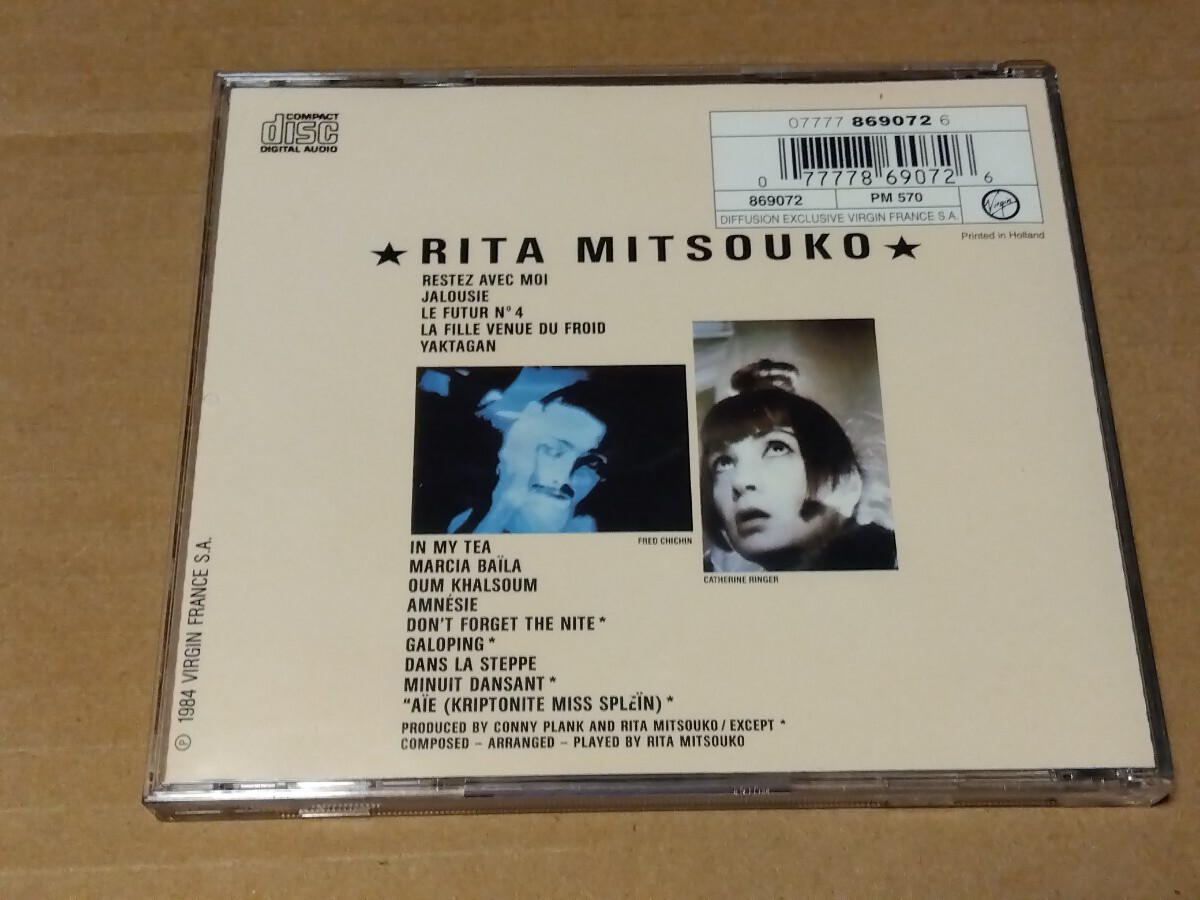 COMPACT
disc
DIGITAL AUDIO
07777 869072 6
0 77778 69072 6
869072 PM 570
DIFFUSION EXCLUSIVE VIRGIN FRANCE S.A.
Virgin
Printed in Holland
★ RITA MITSOUKO ★
RESTEZ AVEC MOI
JALOUSIE
LE FUTUR N° 4
LA FILLE VENUE DU FROID
YAKTAGAN
FRED CHICHIN
CATHERINE RINGER
IN MY TEA
MARCIA BAÏLA
OUM KHALSOUM
AMNÉSIE
DON'T FORGET THE NITE *
GALOPING *
DANS LA STEPPE
MINUIT DANSANT *
"AÏE (KRIPTONITE MISS SPLEÏN) *
PRODUCED BY CONNY PLANK AND RITA MITSOUKO / EXCEPT *
COMPOSED – ARRANGED – PLAYED BY RITA MITSOUKO
℗ 1984 VIRGIN FRANCE S.A.